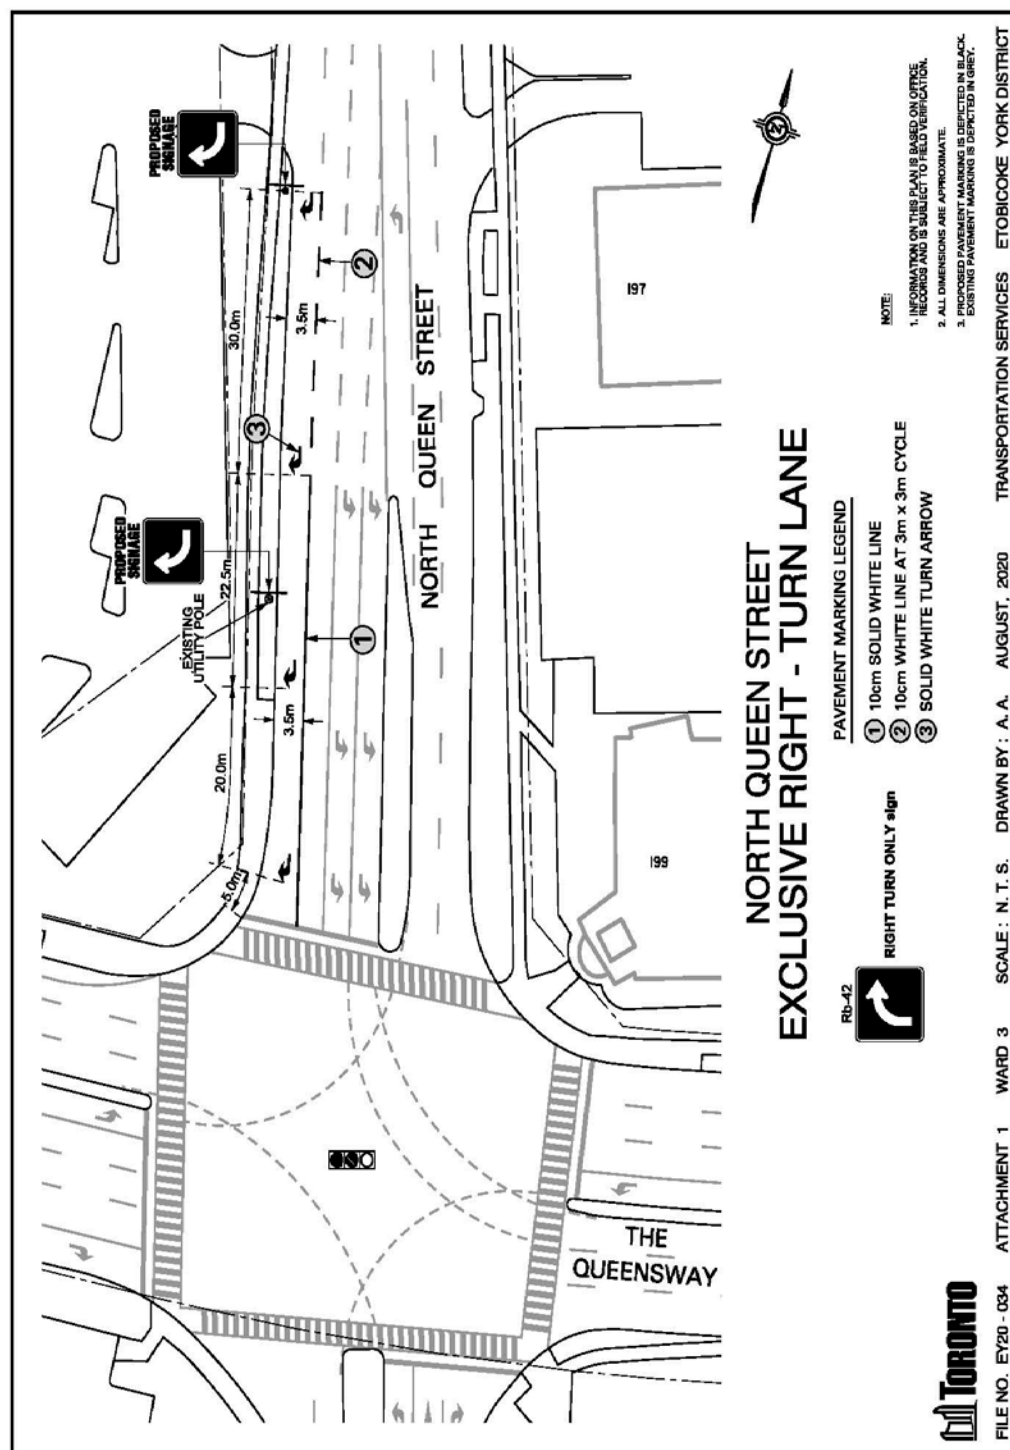 PROPOSED
SIGNAGE
PROPOSED
SIGNAGE
30.0m
3.5m
2
3
22.5m
EXISTING
UTILITY POLE
1
3.5m
20.0m
5.0m
NORTH QUEEN STREET
NORTH QUEEN STREET
197
199
THE
QUEENSWAY
NOTE:
1. INFORMATION ON THIS PLAN IS BASED ON OFFICE
RECORDS AND IS SUBJECT TO FIELD VERIFICATION.
2. ALL DIMENSIONS ARE APPROXIMATE.
3. PROPOSED PAVEMENT MARKING IS DEPICTED IN BLACK.
EXISTING PAVEMENT MARKING IS DEPICTED IN GREY.
NORTH QUEEN STREET
EXCLUSIVE RIGHT - TURN LANE
PAVEMENT MARKING LEGEND
1 10cm SOLID WHITE LINE
2 10cm WHITE LINE AT 3m x 3m CYCLE
3 SOLID WHITE TURN ARROW
Rb-42
RIGHT TURN ONLY sign
TORONTO
FILE NO. EY20 - 034 ATTACHMENT 1 WARD 3 SCALE : N. T. S. DRAWN BY : A. A. AUGUST, 2020 TRANSPORTATION SERVICES ETOBICOKE YORK DISTRICT